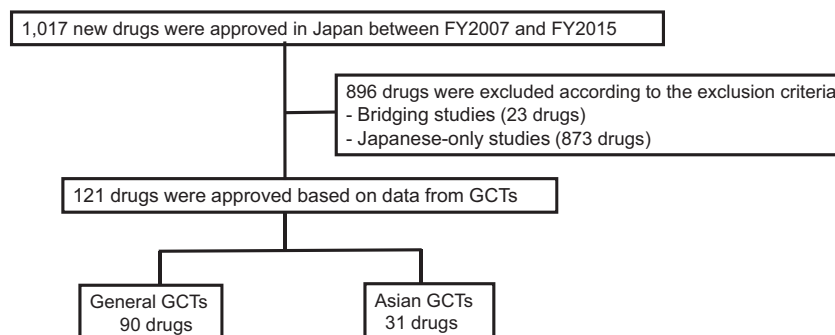 1,017 new drugs were approved in Japan between FY2007 and FY2015
896 drugs were excluded according to the exclusion criteria
- Bridging studies (23 drugs)
- Japanese-only studies (873 drugs)
121 drugs were approved based on data from GCTs
General GCTs
90 drugs
Asian GCTs
31 drugs